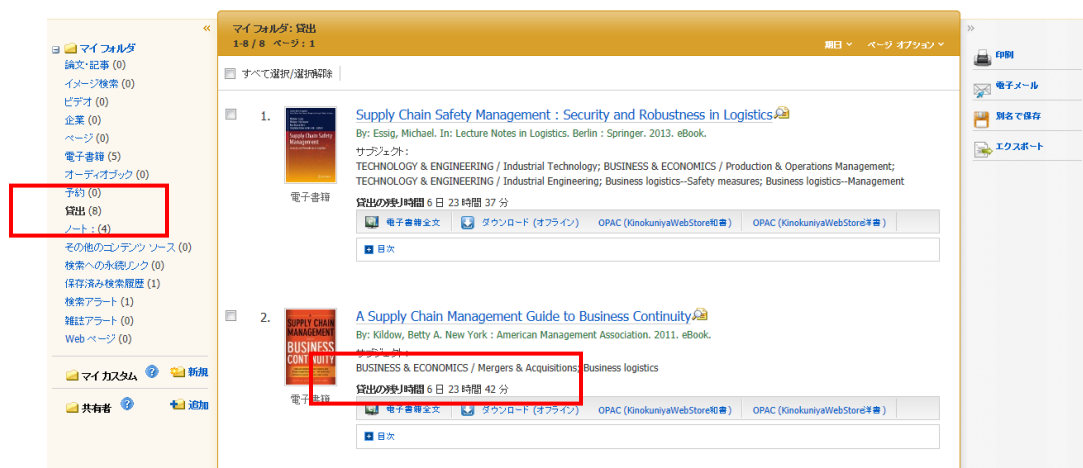 «
マイ フォルダ
論文・記事 (0)
イメージ検索 (0)
ビデオ (0)
企業 (0)
ページ (0)
電子書籍 (5)
オーディオブック (0)
予約 (0)
貸出 (8)
ノート : (4)
その他のコンテンツ ソース (0)
検索への永続リンク (0)
保存済み検索履歴 (1)
検索アラート (1)
雑誌アラート (0)
Web ページ (0)
マイ カスタム ? 新規
共有者 ? 追加
マイ フォルダ: 貸出
1-8 / 8 ページ : 1
期日 ページ オプション
すべて選択/選択解除
1.
Supply Chain Safety Management : Security and Robustness in Logistics
By: Essig, Michael. In: Lecture Notes in Logistics. Berlin : Springer. 2013. eBook.
サブジェクト:
TECHNOLOGY & ENGINEERING / Industrial Technology; BUSINESS & ECONOMICS / Production & Operations Management;
TECHNOLOGY & ENGINEERING / Industrial Engineering; Business logistics--Safety measures; Business logistics--Management
Supply Chain Safety
Management
電子書籍
貸出の残り時間 6 日 23 時間 37 分
電子書籍全文 ダウンロード (オフライン) OPAC (KinokuniyaWebStore和書) OPAC (KinokuniyaWebStore洋書)
目次
2.
A Supply Chain Management Guide to Business Continuity
By: Kildow, Betty A. New York : American Management Association. 2011. eBook.
サブジェクト:
BUSINESS & ECONOMICS / Mergers & Acquisitions; Business logistics
SUPPLY CHAIN
MANAGEMENT
BUSINESS
CONTINUITY
電子書籍
貸出の残り時間 6 日 23 時間 42 分
電子書籍全文 ダウンロード (オフライン) OPAC (KinokuniyaWebStore和書) OPAC (KinokuniyaWebStore洋書)
目次
»
印刷
電子メール
別名で保存
エクスポート